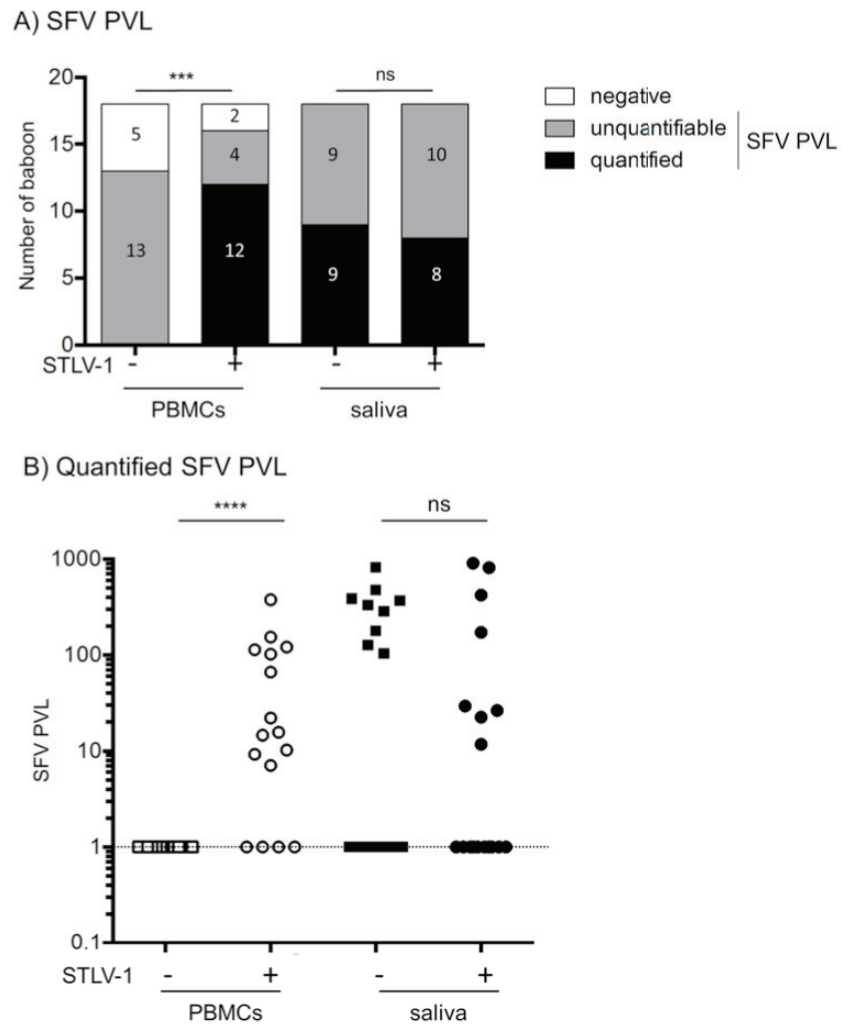 A) SFV PVL
*** ns
20
15
10
5
0
Number of baboon
5 2
13 4 9 10
12 9 8
negative
unquantifiable
quantified
SFV PVL
STLV-1 - + - +
PBMCs saliva
B) Quantified SFV PVL
**** ns
1000
100
10
1
0.1
SFV PVL
STLV-1 - + - +
PBMCs saliva